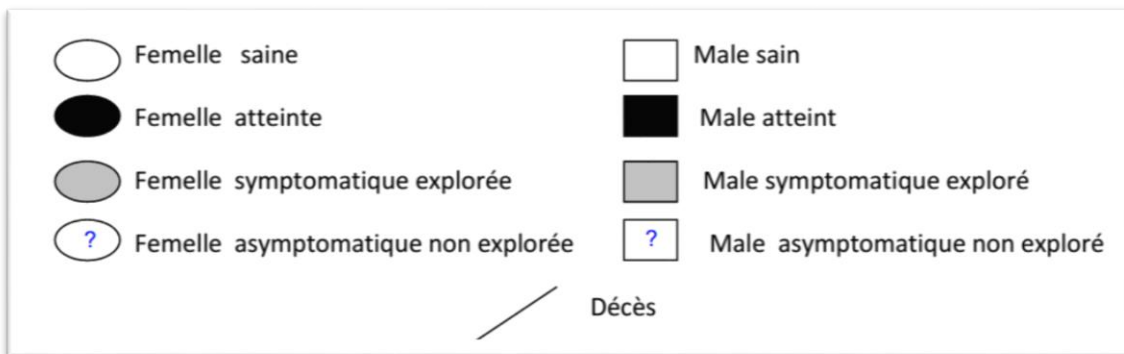 Femelle saine Male sain
Femelle atteinte Male atteint
Femelle symptomatique explorée Male symptomatique exploré
? Femelle asymptomatique non explorée ? Male asymptomatique non exploré
Décès